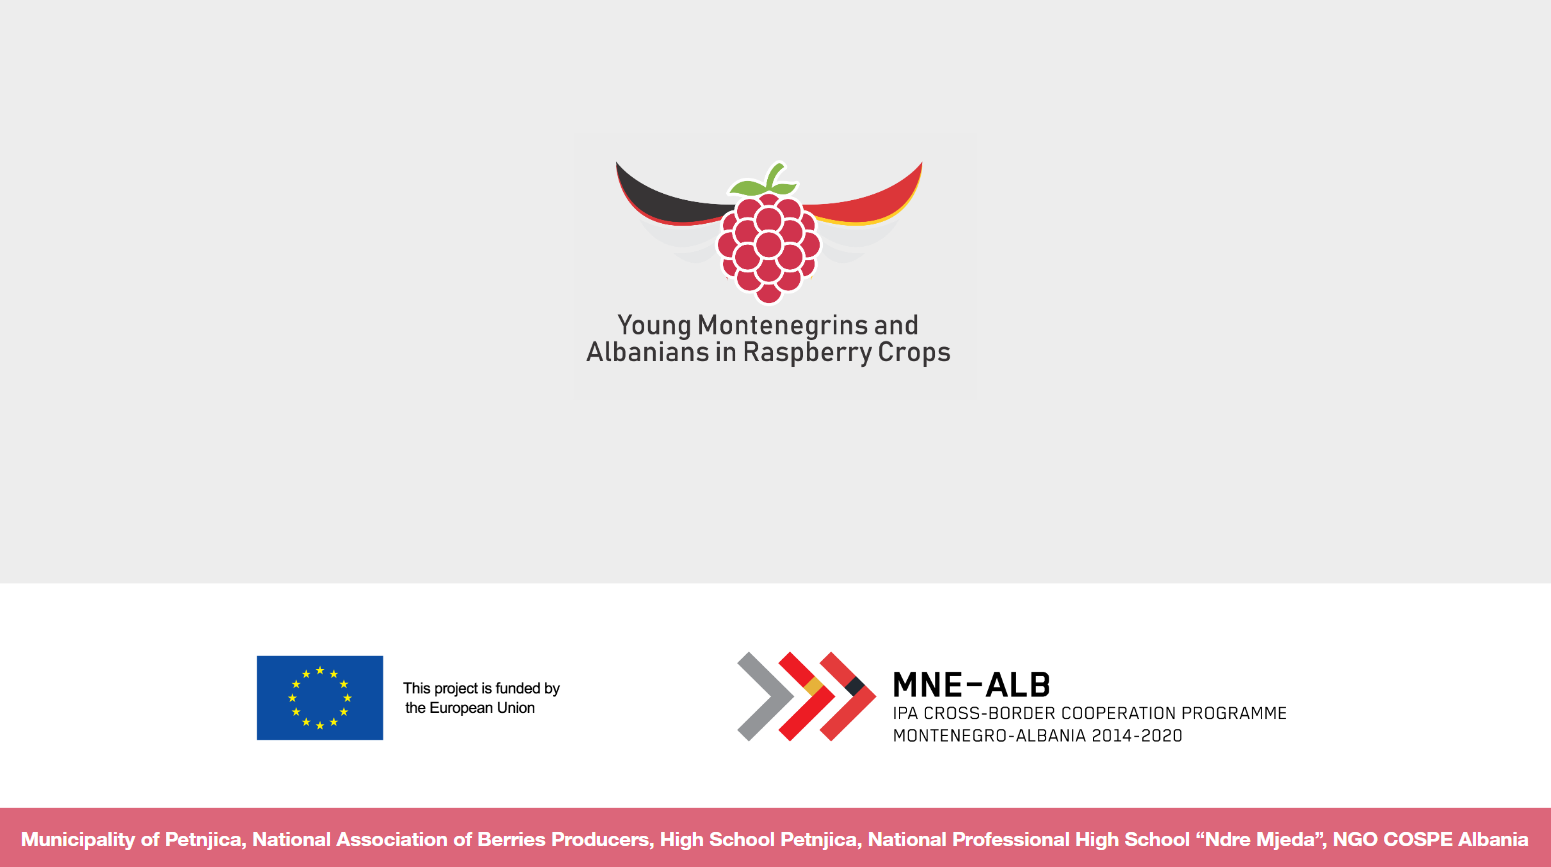 Young Montenegrins and
Albanians in Raspberry Crops
This project is funded by
the European Union
MNE-ALB
IPA CROSS-BORDER COOPERATION PROGRAMME
MONTENEGRO-ALBANIA 2014-2020
Municipality of Petnjica, National Association of Berries Producers, High School Petnjica, National Professional High School “Ndre Mjeda”, NGO COSPE Albania